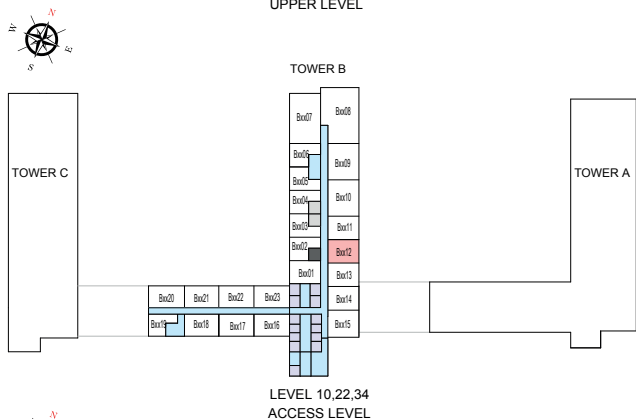 UPPER LEVEL
N
W
E
S
TOWER B
Bxx07
Bxx08
TOWER C
TOWER A
Bxx06
Bxx09
Bxx05
Bxx04
Bxx10
Bxx03
Bxx11
Bxx02
Bxx12
Bxx01
Bxx13
Bxx20 Bxx21 Bxx22 Bxx23
Bxx14
Bxx19 Bxx18 Bxx17 Bxx16
Bxx15
LEVEL 10,22,34
ACCESS LEVEL
N